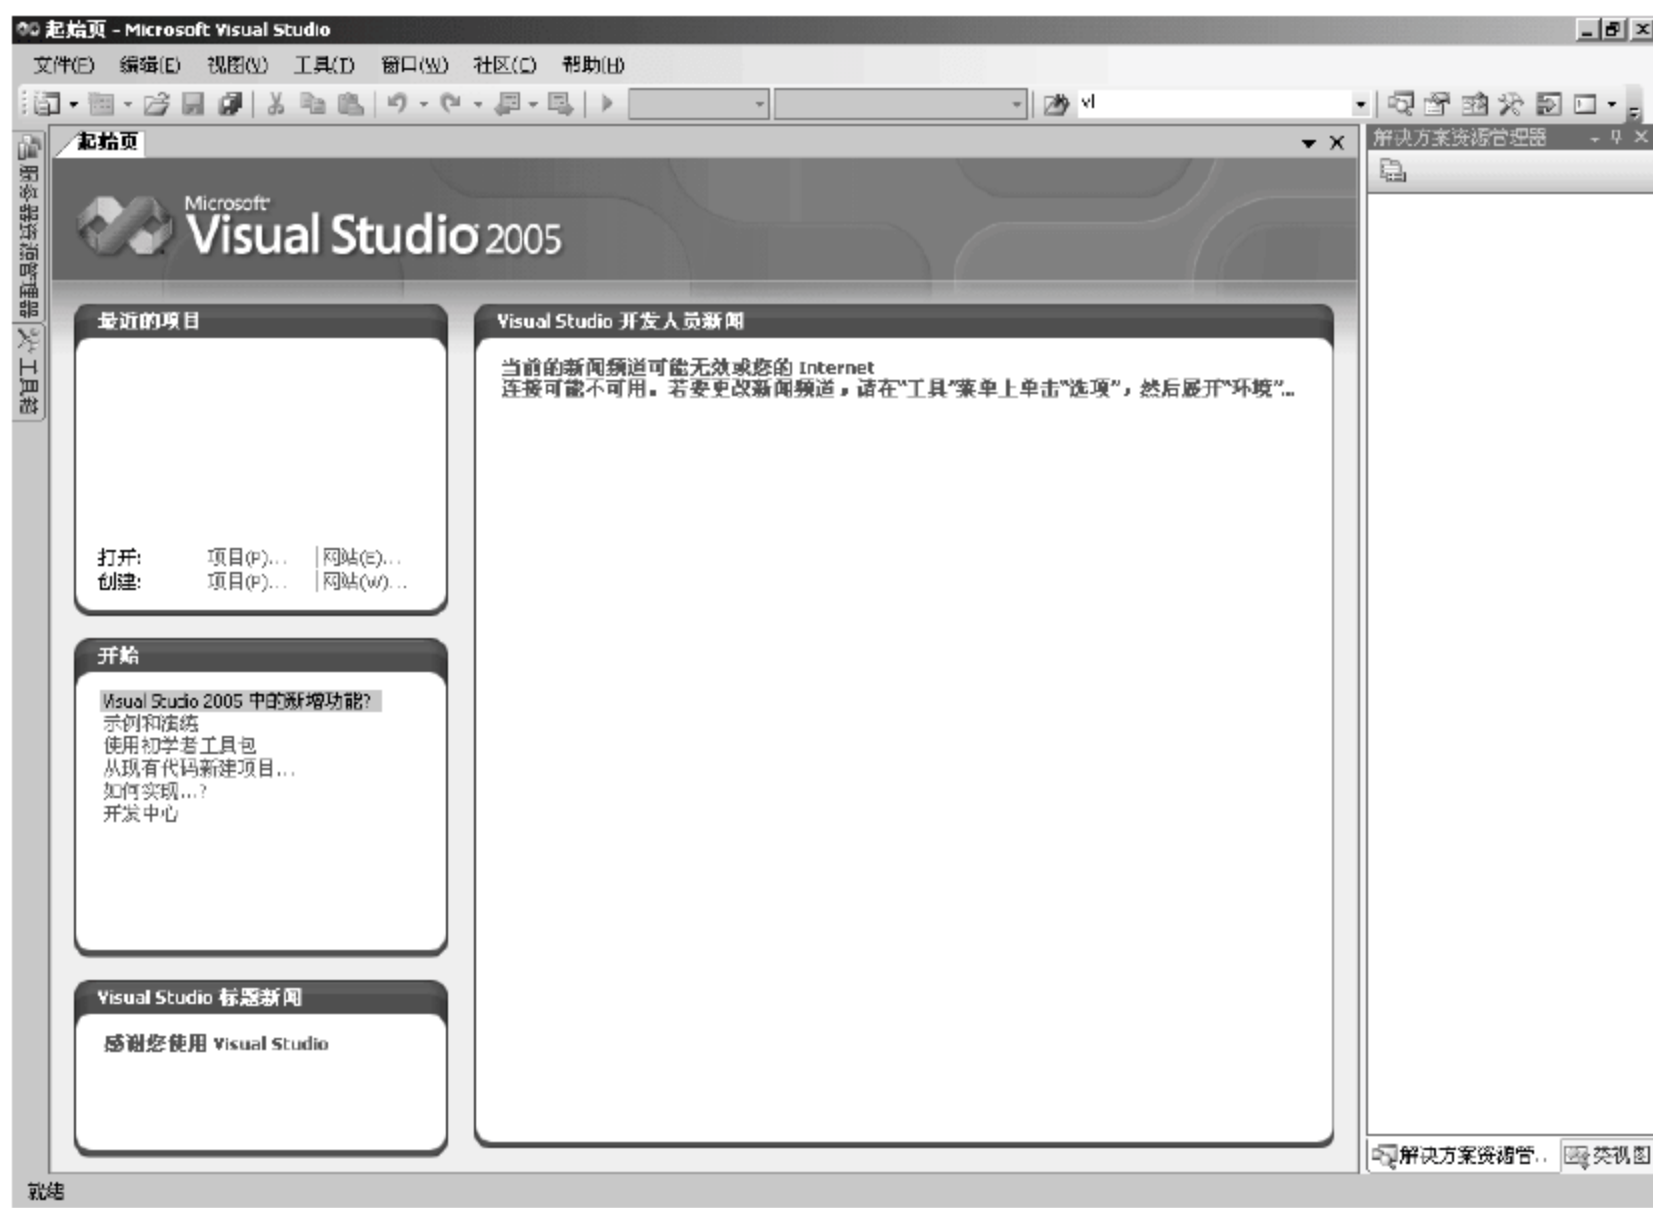 起始页 - Microsoft Visual Studio
文件(F) 编辑(E) 视图(V) 工具(T) 窗口(W) 社区(C) 帮助(H)
vl
服务器资源管理器
工具箱
起始页
解决方案资源管理器
Microsoft
Visual Studio 2005
最近的项目
打开: 项目(P)... 网站(E)...
创建: 项目(P)... 网站(W)...
开始
Visual Studio 2005 中的新增功能?
示例和演练
使用初学者工具包
从现有代码新建项目...
如何实现...?
开发中心
Visual Studio 标题新闻
感谢您使用 Visual Studio
Visual Studio 开发人员新闻
当前的新闻频道可能无效或您的 Internet
连接可能不可用。若要更改新闻频道，请在“工具”菜单上单击“选项”，然后展开“环境”...
解决方案资源管...
类视图
就绪